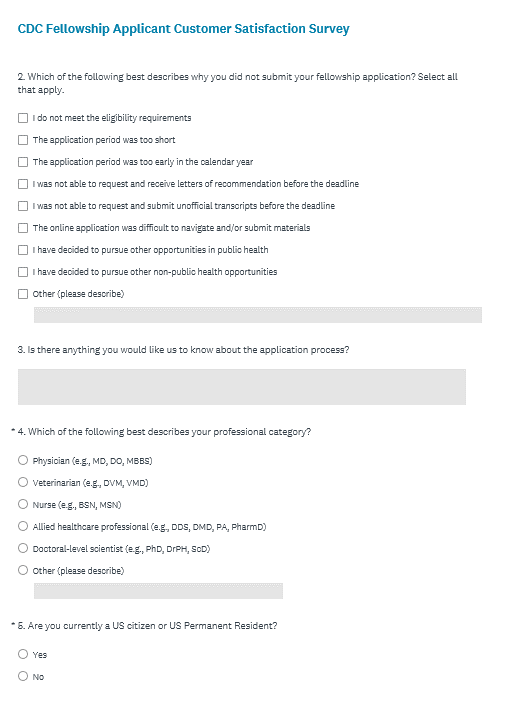 CDC Fellowship Applicant Customer Satisfaction Survey
2. Which of the following best describes why you did not submit your fellowship application? Select all
that apply.
I do not meet the eligibility requirements
The application period was too short
The application period was too early in the calendar year
I was not able to request and receive letters of recommendation before the deadline
I was not able to request and submit unofficial transcripts before the deadline
The online application was difficult to navigate and/or submit materials
I have decided to pursue other opportunities in public health
I have decided to pursue other non-public health opportunities
Other (please describe)
3. Is there anything you would like us to know about the application process?
* 4. Which of the following best describes your professional category?
Physician (e.g., MD, DO, MBBS)
Veterinarian (e.g., DVM, VMD)
Nurse (e.g., BSN, MSN)
Allied healthcare professional (e.g., DDS, DMD, PA, PharmD)
Doctoral-level scientist (e.g., PhD, DrPH, ScD)
Other (please describe)
* 5. Are you currently a US citizen or US Permanent Resident?
Yes
No